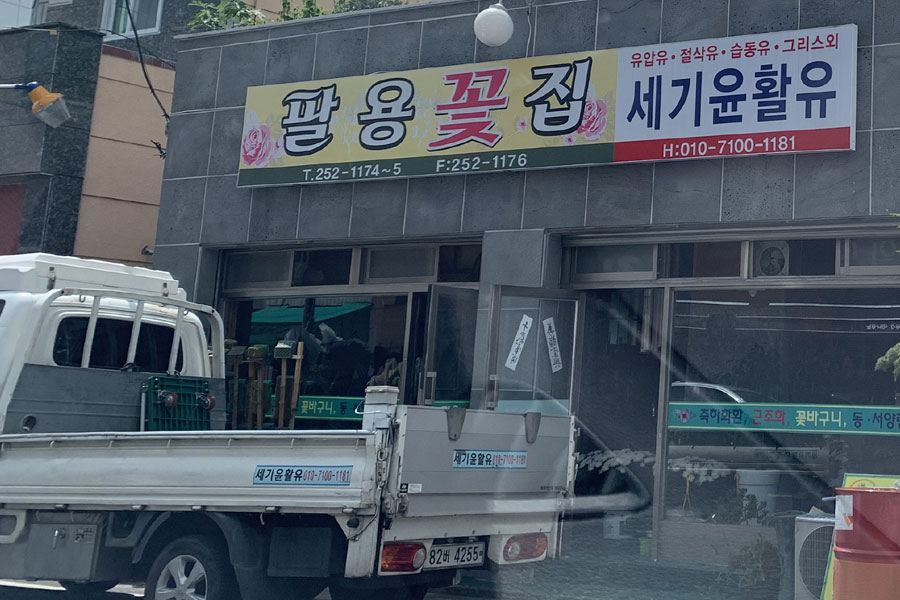 팔용꽃집
T.252-1174~5 F:252-1176
유압유·절삭유·습동유·그리스외
세기윤활유
H:010-7100-1181
꽃바구니, 동·
축하화환, 근조화, 꽃바구니, 동·서양란
세기윤활유 010-7100-1181
세기윤활유 010-7100-1181
82버 4255